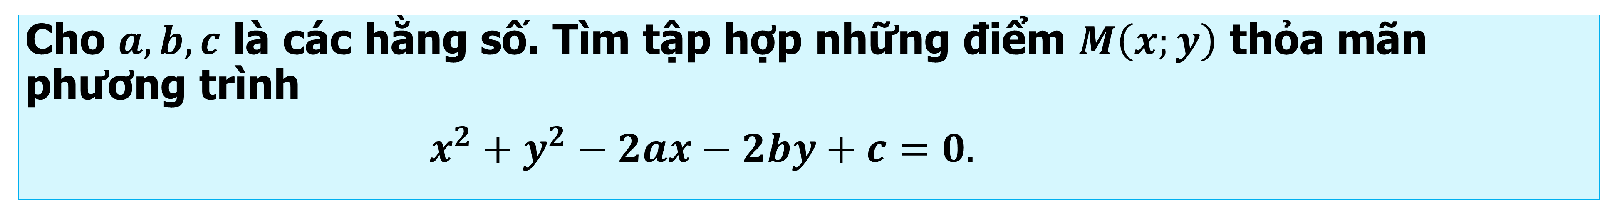 Cho a, b, c là các hằng số. Tìm tập hợp những điểm M(x; y) thỏa mãn
phương trình
x² + y² − 2ax − 2by + c = 0.